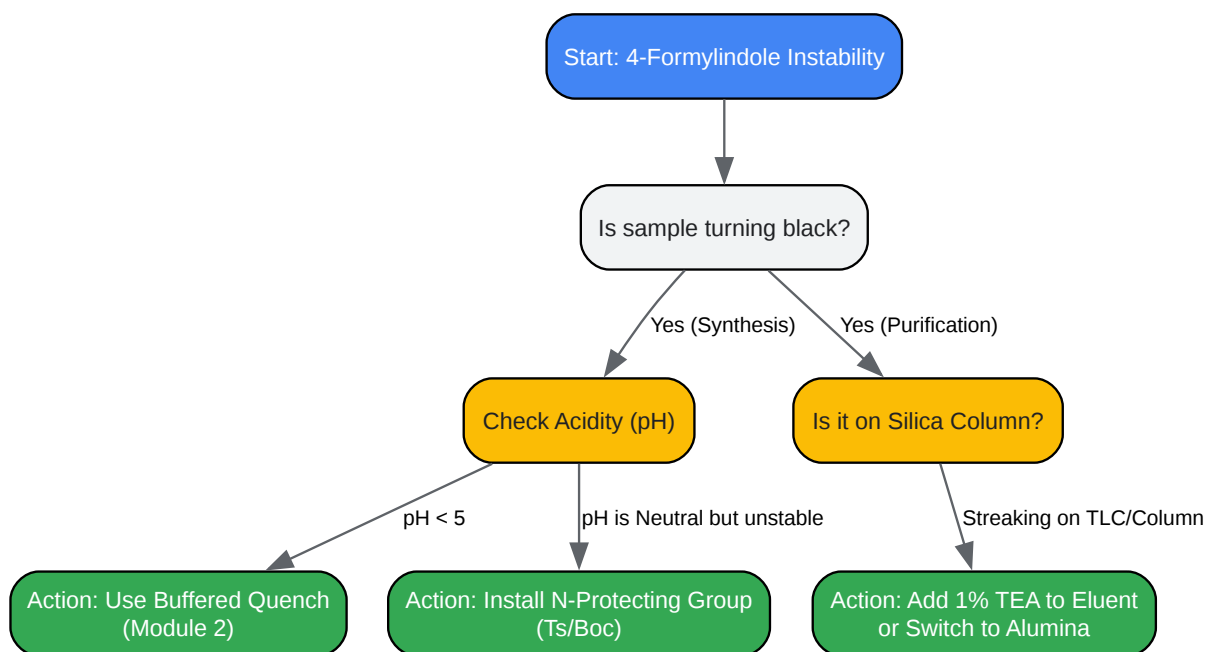 Start: 4-Formylindole Instability
Is sample turning black?
Yes (Synthesis)
Yes (Purification)
Check Acidity (pH)
Is it on Silica Column?
pH < 5
pH is Neutral but unstable
Streaking on TLC/Column
Action: Use Buffered Quench
(Module 2)
Action: Install N-Protecting Group
(Ts/Boc)
Action: Add 1% TEA to Eluent
or Switch to Alumina